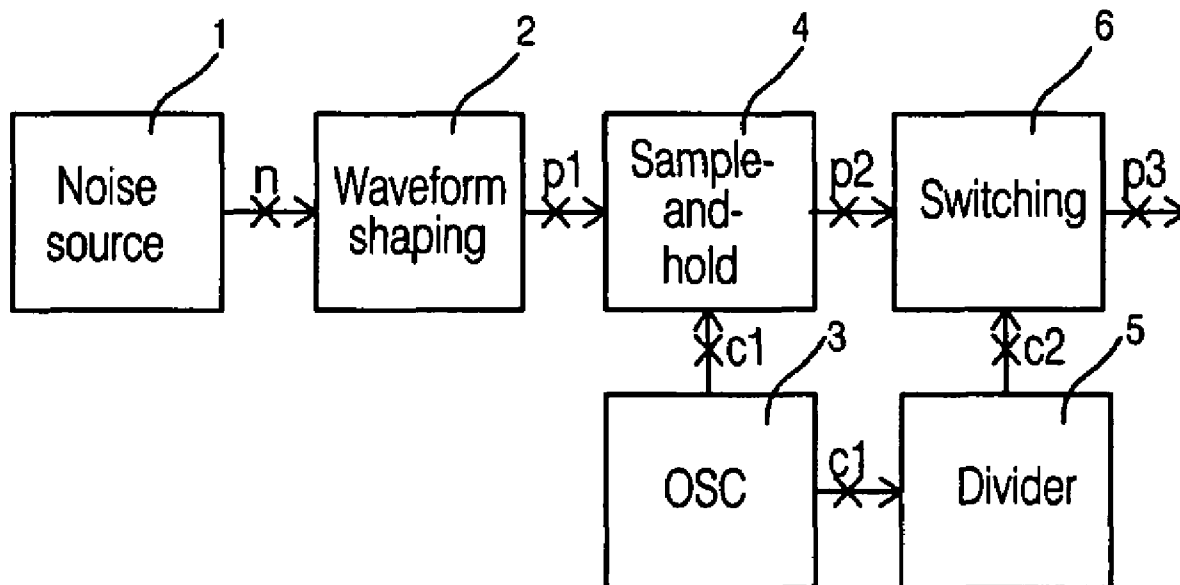 1
2
4
6
Noise
source
n
Waveform
shaping
p1
Sample-
and-
hold
p2
Switching
p3
c1
3
c2
5
OSC
c1
Divider